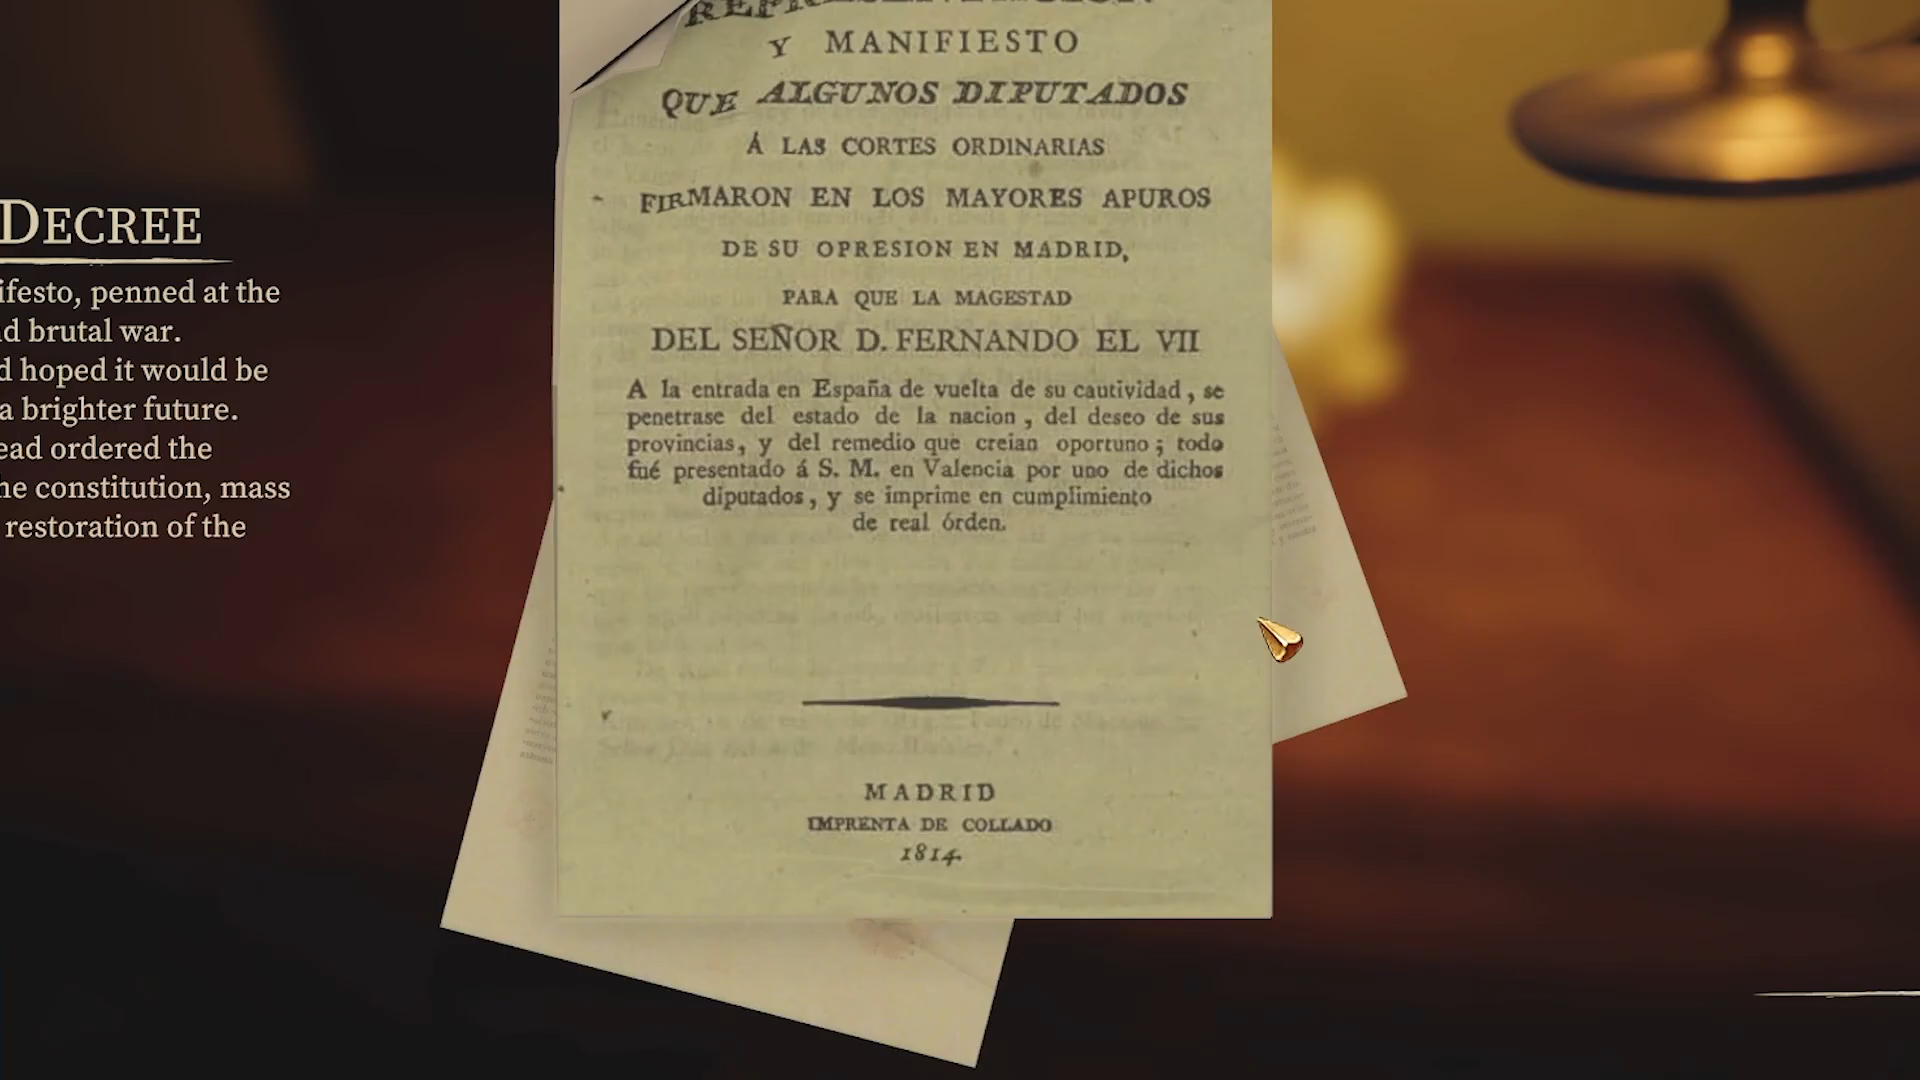 DECREE
ifesto, penned at the
d brutal war.
d hoped it would be
a brighter future.
ead ordered the
he constitution, mass
restoration of the
REPRESENTACION
Y MANIFIESTO
QUE ALGUNOS DIPUTADOS
Á LAS CORTES ORDINARIAS
FIRMARON EN LOS MAYORES APUROS
DE SU OPRESION EN MADRID,
PARA QUE LA MAGESTAD
DEL SEÑOR D. FERNANDO EL VII
A la entrada en España de vuelta de su cautividad, se
penetrase del estado de la nacion, del deseo de sus
provincias, y del remedio que creian oportuno; todo
fué presentado á S. M. en Valencia por uno de dichos
diputados, y se imprime en cumplimiento
de real órden.
MADRID
IMPRENTA DE COLLADO
1814.